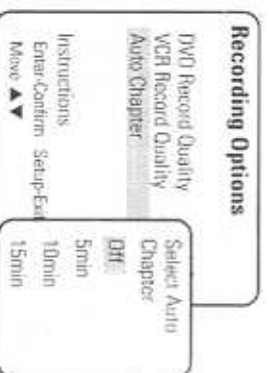 Recording Options
DVD Record Quality
VCR Record Quality
Auto Chapter
Instructions
Enter-Confirm Setup-Exit
Move ▲▼
Select Auto
Chapter
Off
5min
10min
15min